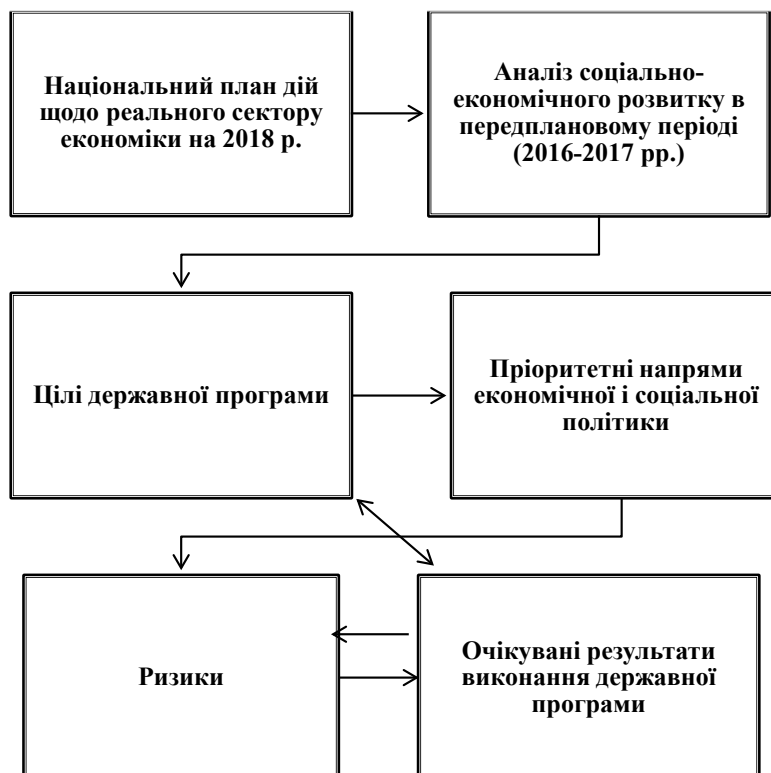 Національний план дій
щодо реального сектору
економіки на 2018 р.
Аналіз соціально-
економічного розвитку в
передплановому періоді
(2016-2017 рр.)
Цілі державної програми
Пріоритетні напрями
економічної і соціальної
політики
Ризики
Очікувані результати
виконання державної
програми